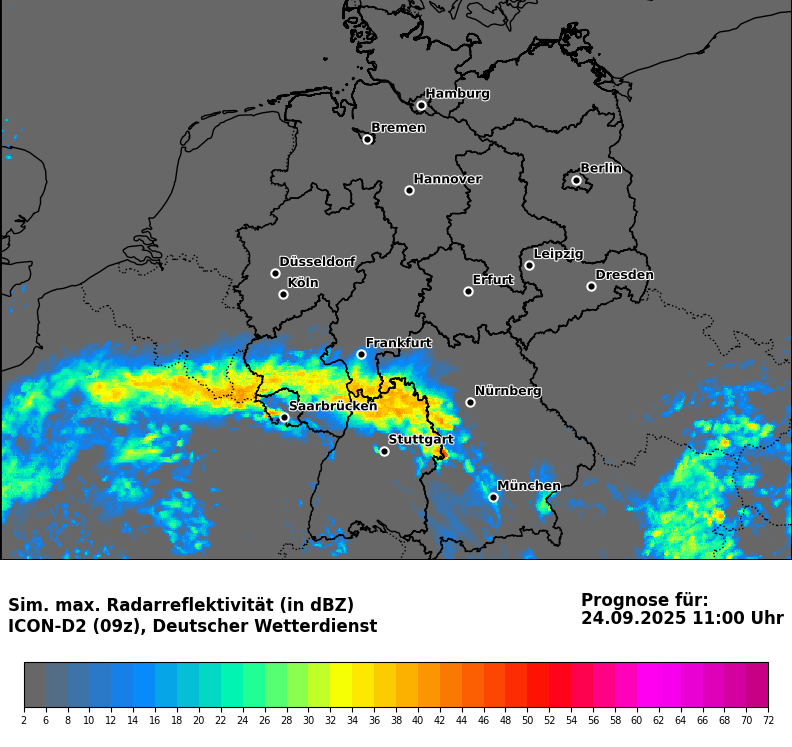 Hamburg
Bremen
Berlin
Hannover
Düsseldorf
Leipzig
Köln
Erfurt
Dresden
Frankfurt
Nürnberg
Saarbrücken
Stuttgart
München
Sim. max. Radarreflektivität (in dBZ)
ICON-D2 (09z), Deutscher Wetterdienst
Prognose für:
24.09.2025 11:00 Uhr
2 6 8 10 12 14 16 18 20 22 24 26 28 30 32 34 36 38 40 42 44 46 48 50 52 54 56 58 60 62 64 66 68 70 72